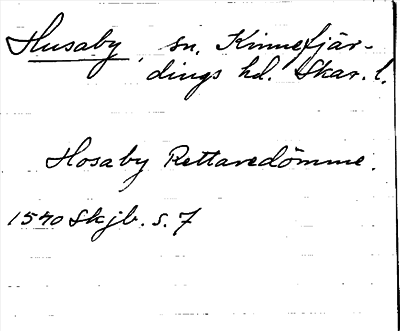 Husaby, sn. Kinnefjär-
dings hd. Skar. l.
Hosaby Rettaredömme.
1540 Skjb. s. 7